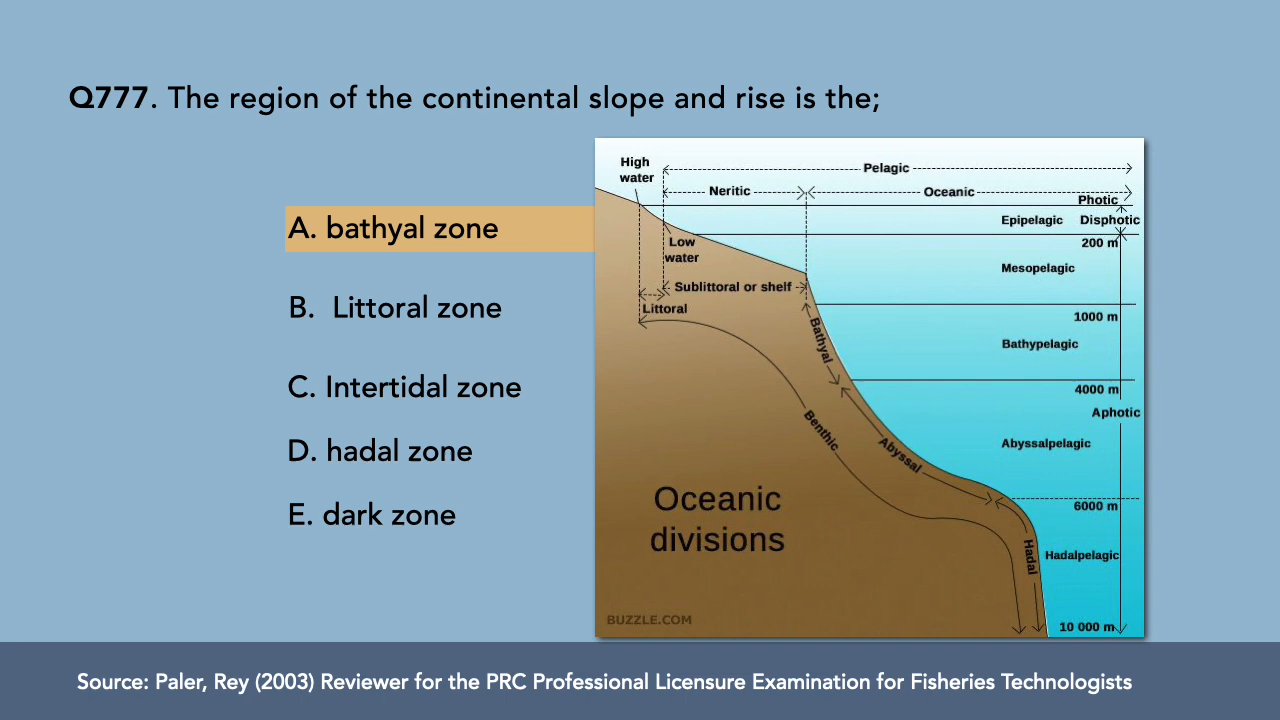 Q777. The region of the continental slope and rise is the;
A. bathyal zone
B. Littoral zone
C. Intertidal zone
D. hadal zone
E. dark zone
High
water
Pelagic
Neritic
Oceanic
Photic
Epipelagic
Disphotic
200 m
Low
water
Mesopelagic
Sublittoral or shelf
Littoral
1000 m
Bathyal
Bathypelagic
4000 m
Aphotic
Benthic
Abyssal
Abyssalpelagic
Oceanic
divisions
6000 m
Hadal
Hadalpelagic
BUZZLE.COM
10 000 m
Source: Paler, Rey (2003) Reviewer for the PRC Professional Licensure Examination for Fisheries Technologists